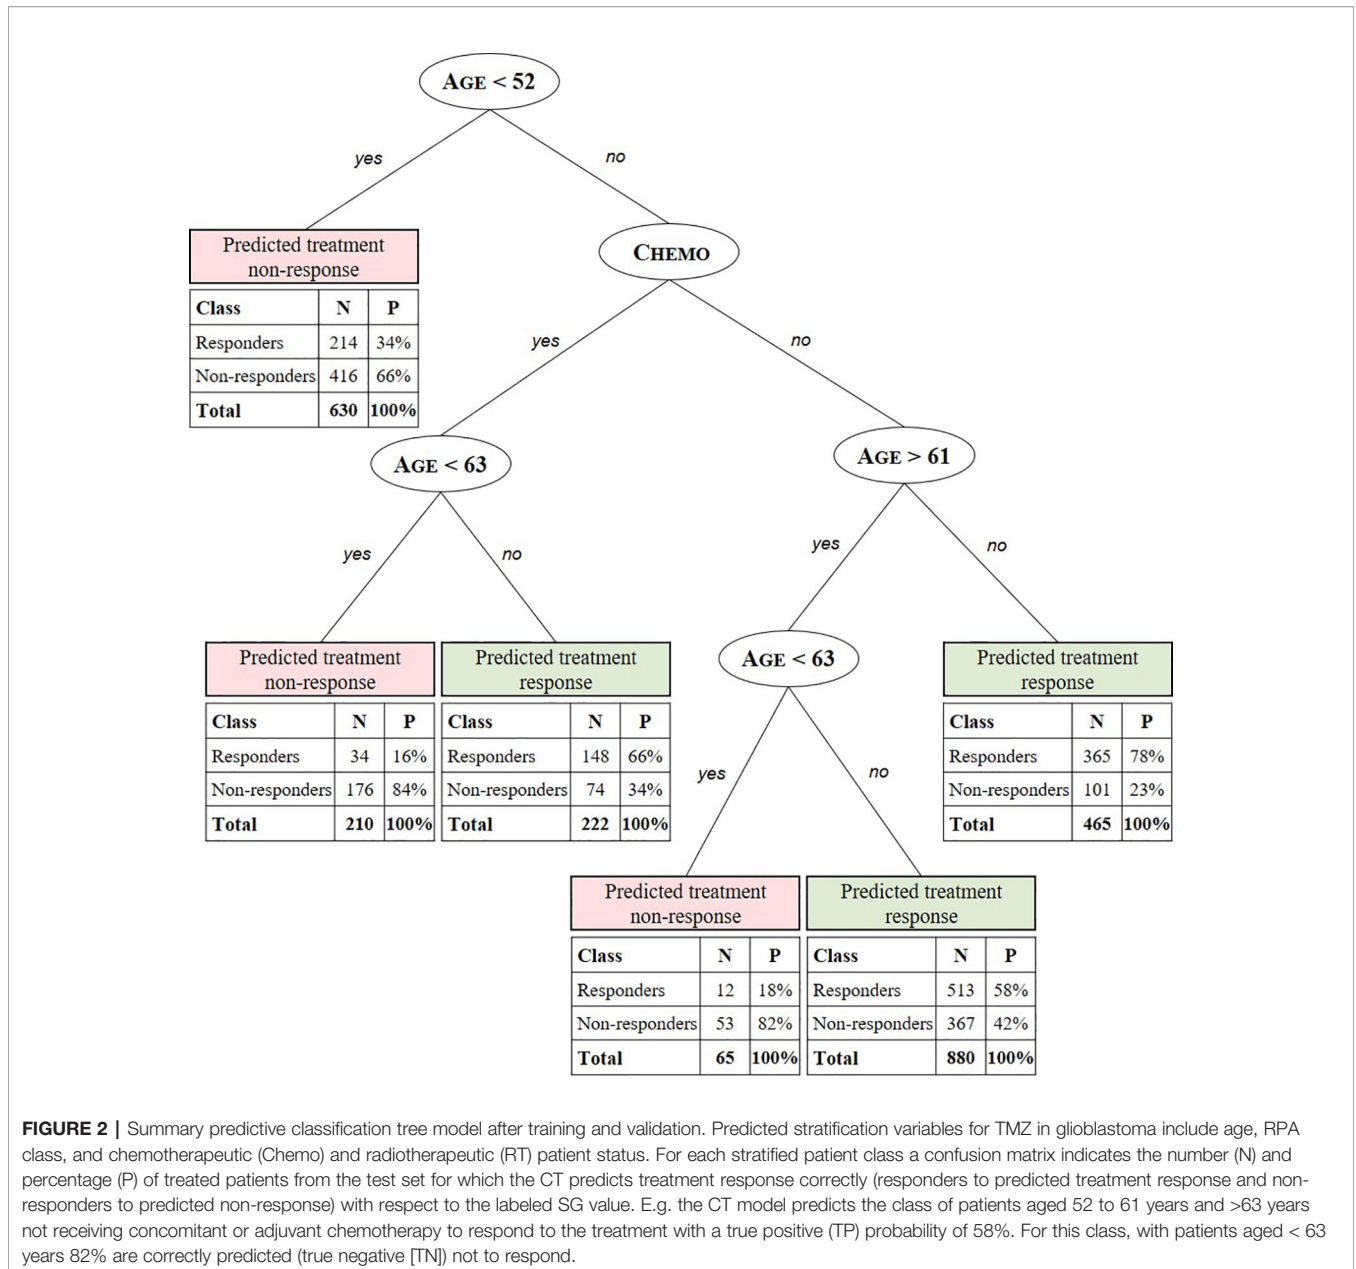 AGE < 52
yes
no
Predicted treatment
non-response
CHEMO
Class N P
Responders 214 34%
Non-responders 416 66%
Total 630 100%
yes
no
AGE < 63
AGE > 61
yes
no
yes
no
Predicted treatment
non-response
Class N P
Responders 34 16%
Non-responders 176 84%
Total 210 100%
Predicted treatment
response
Class N P
Responders 148 66%
Non-responders 74 34%
Total 222 100%
AGE < 63
Predicted treatment
response
Class N P
Responders 365 78%
Non-responders 101 23%
Total 465 100%
yes
no
Predicted treatment
non-response
Class N P
Responders 12 18%
Non-responders 53 82%
Total 65 100%
Predicted treatment
response
Class N P
Responders 513 58%
Non-responders 367 42%
Total 880 100%
FIGURE 2 | Summary predictive classification tree model after training and validation. Predicted stratification variables for TMZ in glioblastoma include age, RPA
class, and chemotherapeutic (Chemo) and radiotherapeutic (RT) patient status. For each stratified patient class a confusion matrix indicates the number (N) and
percentage (P) of treated patients from the test set for which the CT predicts treatment response correctly (responders to predicted treatment response and non-
responders to predicted non-response) with respect to the labeled SG value. E.g. the CT model predicts the class of patients aged 52 to 61 years and >63 years
not receiving concomitant or adjuvant chemotherapy to respond to the treatment with a true positive (TP) probability of 58%. For this class, with patients aged < 63
years 82% are correctly predicted (true negative [TN]) not to respond.